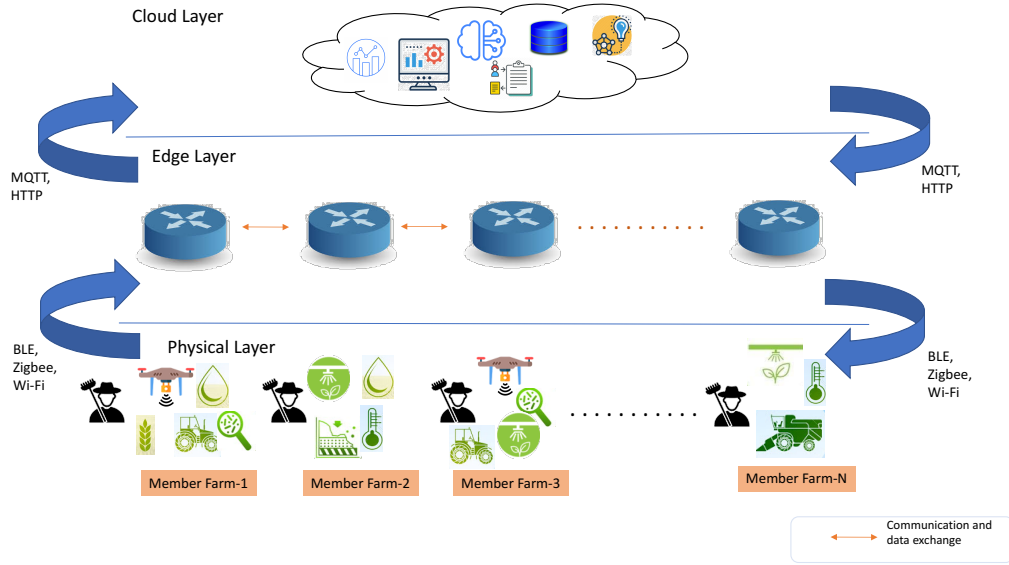 Cloud Layer
Edge Layer
MQTT,
HTTP
MQTT,
HTTP
Physical Layer
BLE,
Zigbee,
Wi-Fi
BLE,
Zigbee,
Wi-Fi
Member Farm-1
Member Farm-2
Member Farm-3
Member Farm-N
Communication and
data exchange